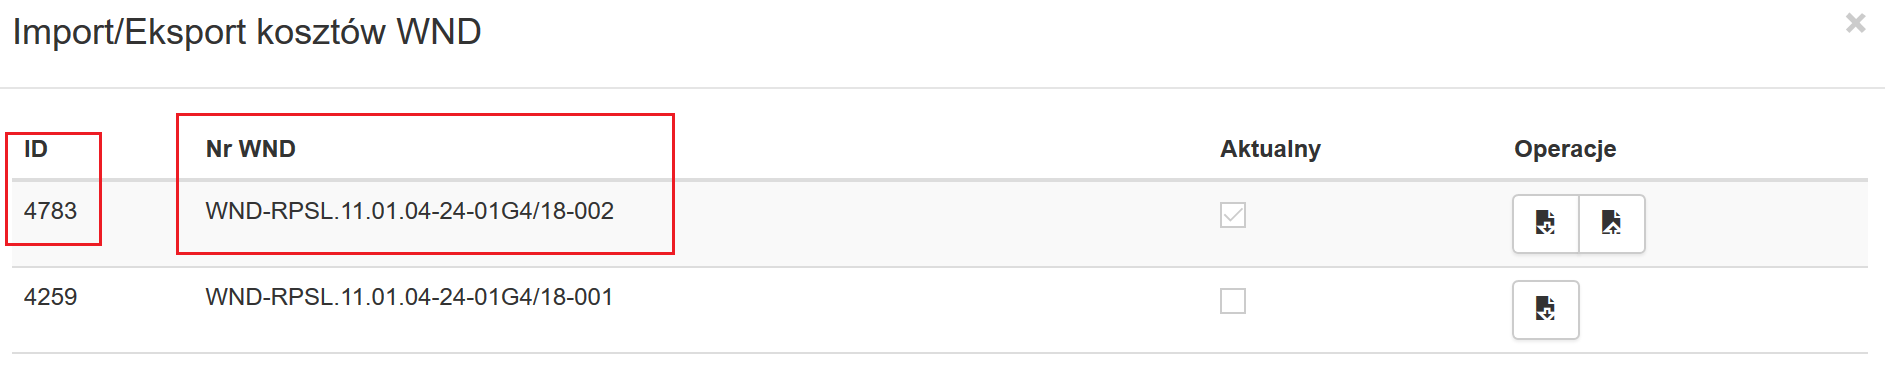 Import/Eksport kosztów WND
ID Nr WND Aktualny Operacje
4783 WND-RPSL.11.01.04-24-01G4/18-002
4259 WND-RPSL.11.01.04-24-01G4/18-001